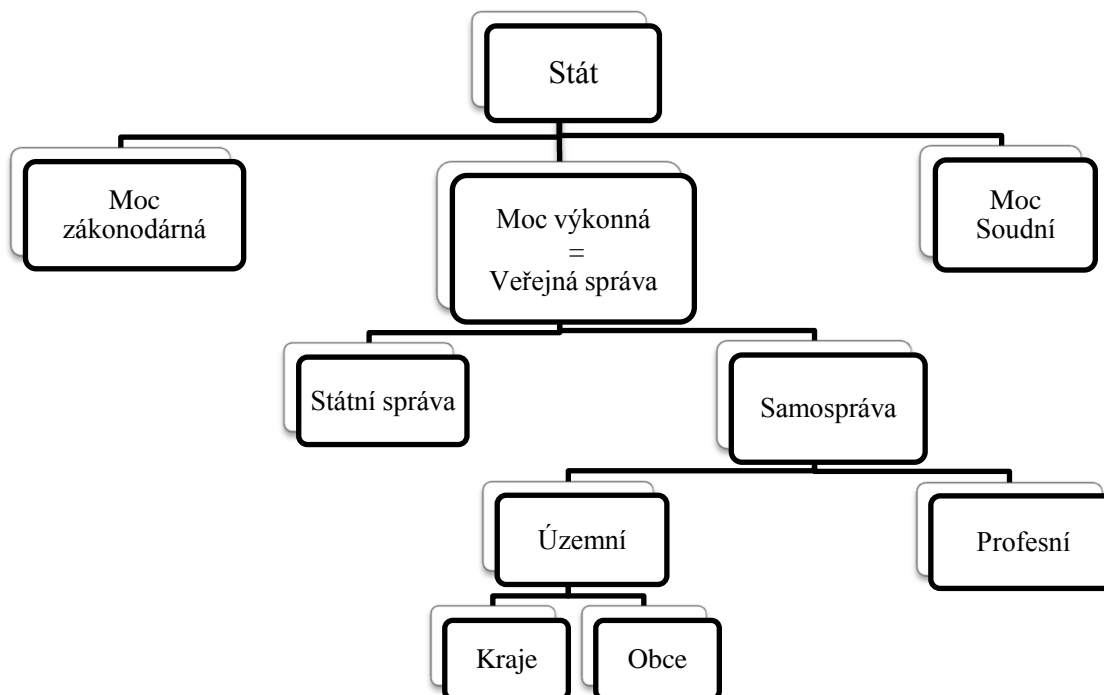 Stát
Moc
zákonodárná
Moc výkonná
=
Veřejná správa
Moc
Soudní
Státní správa
Samospráva
Územní
Profesní
Kraje
Obce